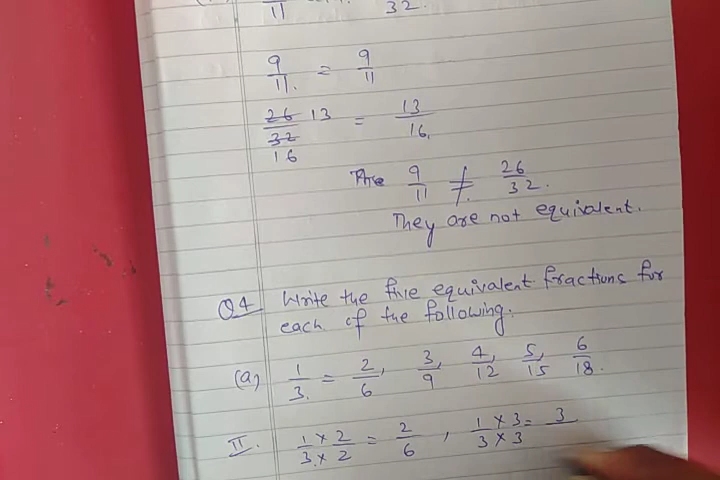 11 32.
9/11. = 9/11
26/32 13/16 = 13/16.
The 9/11 ≠ 26/32.
They are not equivalent.
Q4 Write the five equivalent fractions for
each of the following.
(a) 1/3. = 2/6, 3/9, 4/12, 5/15, 6/18.
II. 1/3. × 2/2 = 2/6, 1/3 × 3/3 = 3